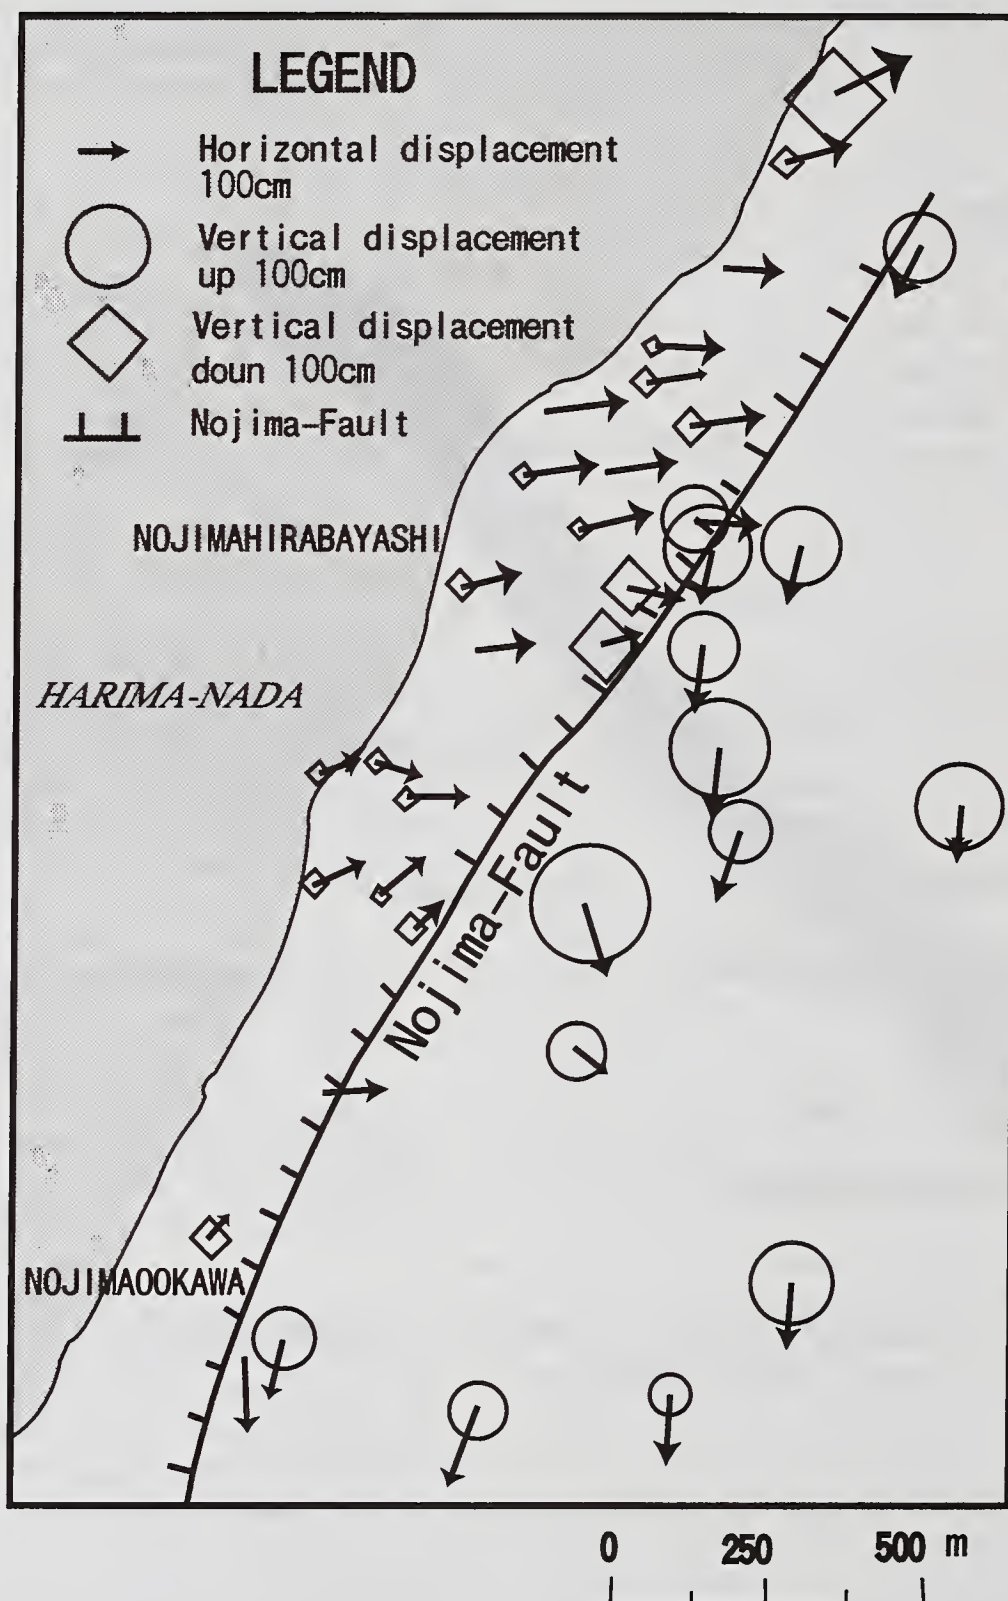 LEGEND
Horizontal displacement
100cm
Vertical displacement
up 100cm
Vertical displacement
doun 100cm
Nojima-Fault
NOJIMAHIRABAYASHI
HARIMA-NADA
Nojima-Fault
NOJIMAOOKAWA
0 250 500 m